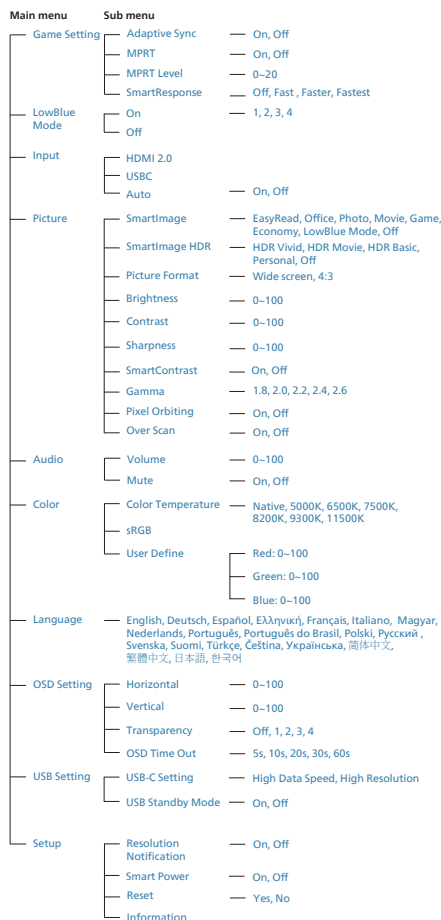 Main menu Sub menu
Game Setting Adaptive Sync On, Off
MPRT On, Off
MPRT Level 0~20
SmartResponse Off, Fast , Faster, Fastest
LowBlue Mode On 1, 2, 3, 4
Off
Input HDMI 2.0
USBC
Auto On, Off
Picture SmartImage EasyRead, Office, Photo, Movie, Game,
Economy, LowBlue Mode, Off
SmartImage HDR HDR Vivid, HDR Movie, HDR Basic,
Personal, Off
Picture Format Wide screen, 4:3
Brightness 0~100
Contrast 0~100
Sharpness 0~100
SmartContrast On, Off
Gamma 1.8, 2.0, 2.2, 2.4, 2.6
Pixel Orbiting On, Off
Over Scan On, Off
Audio Volume 0~100
Mute On, Off
Color Color Temperature Native, 5000K, 6500K, 7500K,
8200K, 9300K, 11500K
sRGB
User Define Red: 0~100
Green: 0~100
Blue: 0~100
Language English, Deutsch, Español, Ελληνική, Français, Italiano, Magyar,
Nederlands, Português, Português do Brasil, Polski, Русский ,
Svenska, Suomi, Türkçe, Čeština, Українська, 简体中文,
繁體中文, 日本語, 한국어
OSD Setting Horizontal 0~100
Vertical 0~100
Transparency Off, 1, 2, 3, 4
OSD Time Out 5s, 10s, 20s, 30s, 60s
USB Setting USB-C Setting High Data Speed, High Resolution
USB Standby Mode On, Off
Setup Resolution On, Off
Notification
Smart Power On, Off
Reset Yes, No
Information